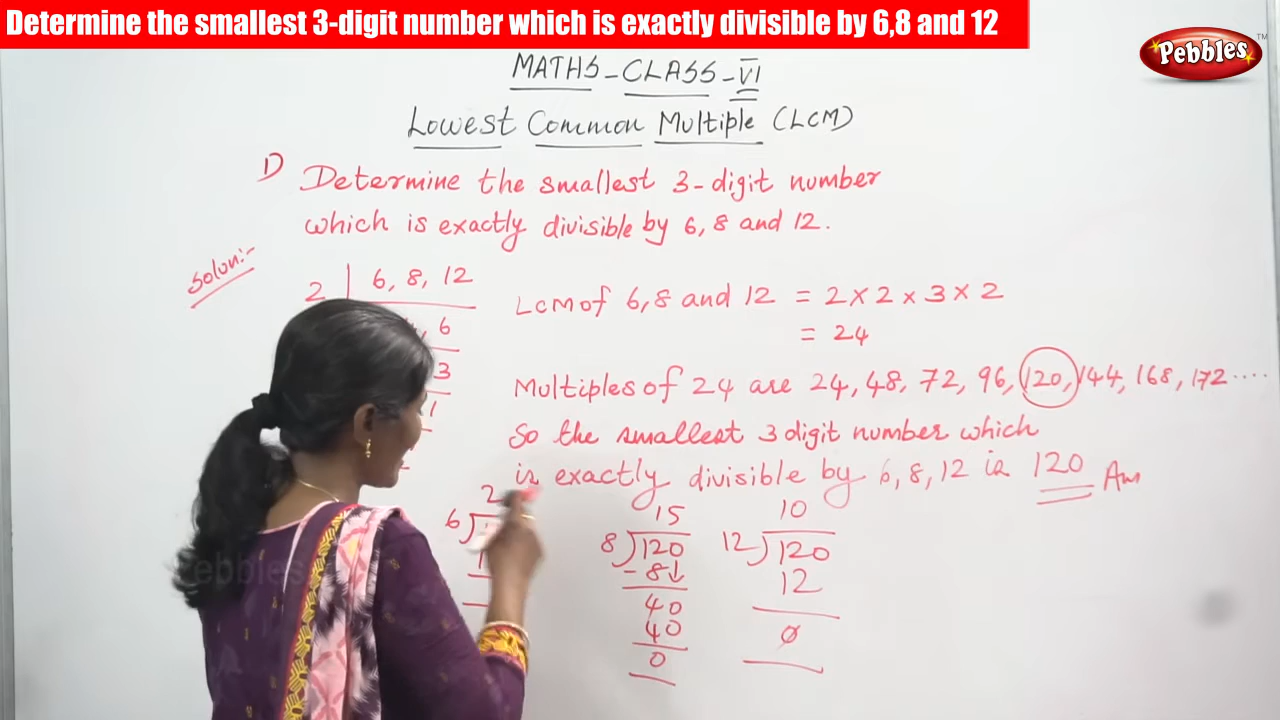 Determine the smallest 3-digit number which is exactly divisible by 6,8 and 12
Pebbles TM
MATHS - CLASS - VI
Lowest Common Multiple (LCM)
1) Determine the smallest 3-digit number
which is exactly divisible by 6, 8 and 12.
Solun:-
2 | 6, 8, 12
, 6
3
1
LCM of 6, 8 and 12 = 2 × 2 × 3 × 2
= 24
Multiples of 24 are 24, 48, 72, 96, 120, 144, 168, 172 ....
So the smallest 3 digit number which
is exactly divisible by 6, 8, 12 is 120 Ans
2
6)1
1
15
8)120
-8↓
40
40
0
10
12)120
12
0
Pebbles